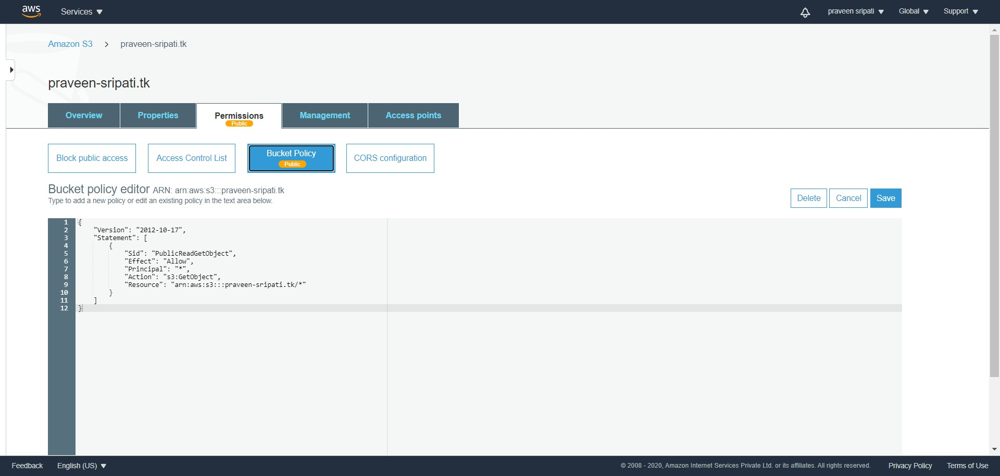 aws Services praveen sripati Global Support
Amazon S3 > praveen-sripati.tk
praveen-sripati.tk
Overview Properties Permissions Management Access points
Public
Block public access Access Control List Bucket Policy CORS configuration
Public
Bucket policy editor ARN: arn:aws:s3:::praveen-sripati.tk
Type to add a new policy or edit an existing policy in the text area below.
Delete Cancel Save
1 {
2 "Version": "2012-10-17",
3 "Statement": [
4 {
5 "Sid": "PublicReadGetObject",
6 "Effect": "Allow",
7 "Principal": "*",
8 "Action": "s3:GetObject",
9 "Resource": "arn:aws:s3:::praveen-sripati.tk/*"
10 }
11 ]
12 }
Feedback English (US) © 2008 - 2020, Amazon Internet Services Private Ltd. or its affiliates. All rights reserved. Privacy Policy Terms of Use